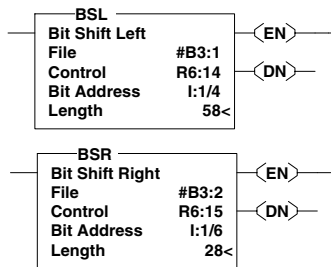 BSL
Bit Shift Left (EN)
File #B3:1
Control R6:14 (DN)
Bit Address I:1/4
Length 58<
BSR
Bit Shift Right (EN)
File #B3:2
Control R6:15 (DN)
Bit Address I:1/6
Length 28<